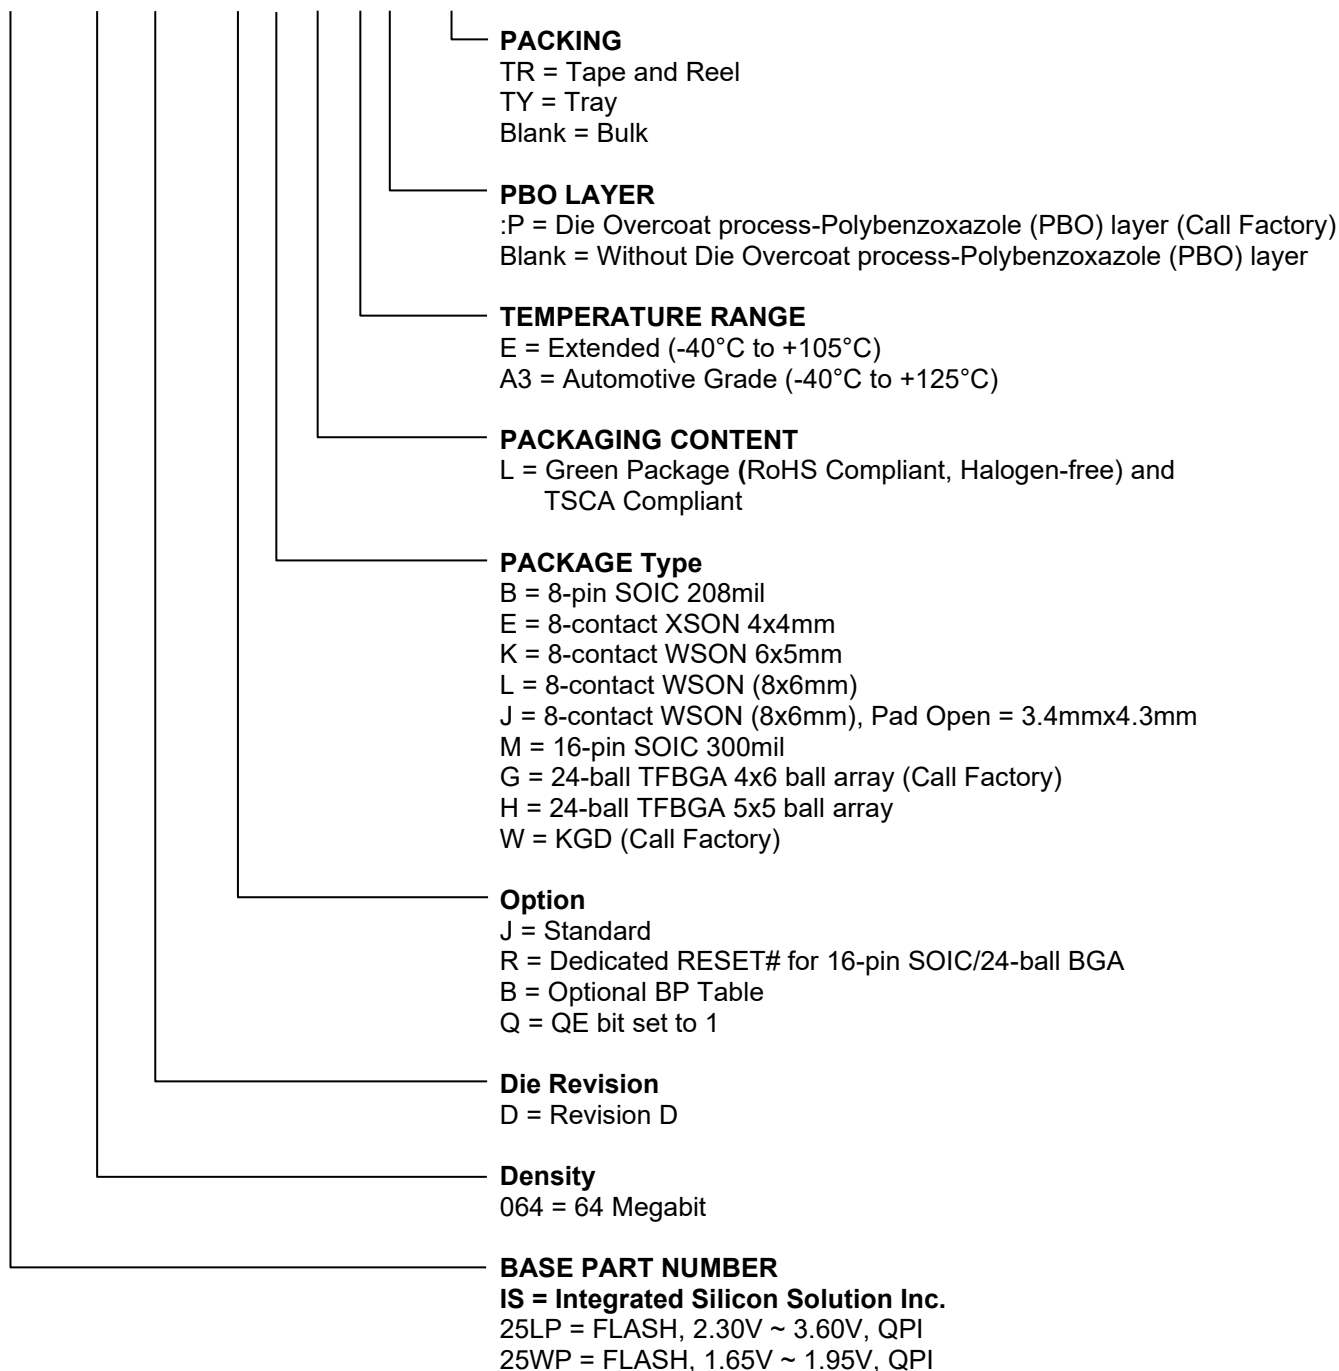 PACKING
TR = Tape and Reel
TY = Tray
Blank = Bulk
PBO LAYER
:P = Die Overcoat process-Polybenzoxazole (PBO) layer (Call Factory)
Blank = Without Die Overcoat process-Polybenzoxazole (PBO) layer
TEMPERATURE RANGE
E = Extended (-40°C to +105°C)
A3 = Automotive Grade (-40°C to +125°C)
PACKAGING CONTENT
L = Green Package (RoHS Compliant, Halogen-free) and
TSCA Compliant
PACKAGE Type
B = 8-pin SOIC 208mil
E = 8-contact XSON 4x4mm
K = 8-contact WSON 6x5mm
L = 8-contact WSON (8x6mm)
J = 8-contact WSON (8x6mm), Pad Open = 3.4mmx4.3mm
M = 16-pin SOIC 300mil
G = 24-ball TFBGA 4x6 ball array (Call Factory)
H = 24-ball TFBGA 5x5 ball array
W = KGD (Call Factory)
Option
J = Standard
R = Dedicated RESET# for 16-pin SOIC/24-ball BGA
B = Optional BP Table
Q = QE bit set to 1
Die Revision
D = Revision D
Density
064 = 64 Megabit
BASE PART NUMBER
IS = Integrated Silicon Solution Inc.
25LP = FLASH, 2.30V ~ 3.60V, QPI
25WP = FLASH, 1.65V ~ 1.95V, QPI